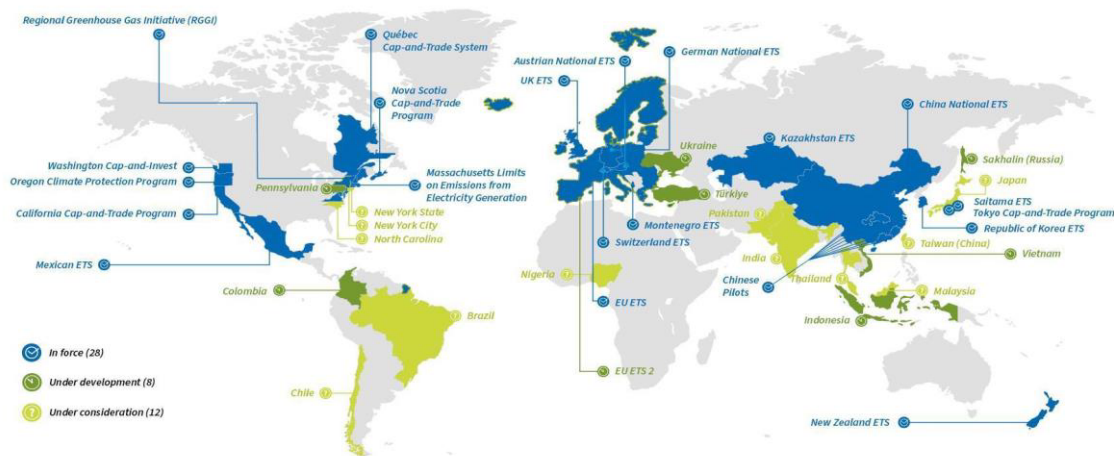 Regional Greenhouse Gas Initiative (RGGI)
Québec
Cap-and-Trade System
Nova Scotia
Cap-and-Trade
Program
Washington Cap-and-Invest
Oregon Climate Protection Program
California Cap-and-Trade Program
Pennsylvania
Massachusetts Limits
on Emissions from
Electricity Generation
New York State
New York City
North Carolina
Mexican ETS
Colombia
Brazil
Chile
In force (28)
Under development (8)
Under consideration (12)
Austrian National ETS
German National ETS
UK ETS
Ukraine
Türkiye
Montenegro ETS
Switzerland ETS
Nigeria
EU ETS
EU ETS 2
Kazakhstan ETS
China National ETS
Sakhalin (Russia)
Japan
Saitama ETS
Tokyo Cap-and-Trade Program
Republic of Korea ETS
Pakistan
India
Taiwan (China)
Thailand
Vietnam
Chinese
Pilots
Malaysia
Indonesia
New Zealand ETS